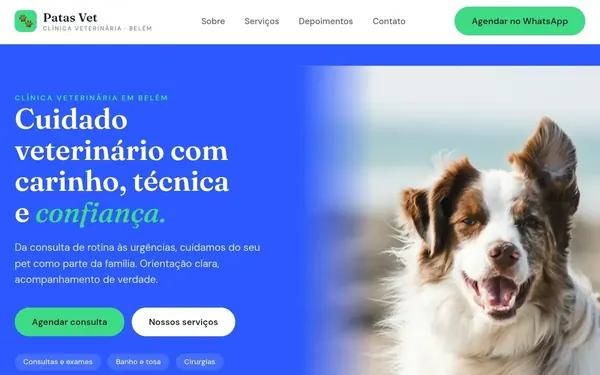 Patas Vet
CLÍNICA VETERINÁRIA · BELÉM
Sobre
Serviços
Depoimentos
Contato
Agendar no WhatsApp
CLÍNICA VETERINÁRIA EM BELÉM
Cuidado
veterinário com
carinho, técnica
e confiança.
Da consulta de rotina às urgências, cuidamos do seu
pet como parte da família. Orientação clara,
acompanhamento de verdade.
Agendar consulta
Nossos serviços
Consultas e exames
Banho e tosa
Cirurgias